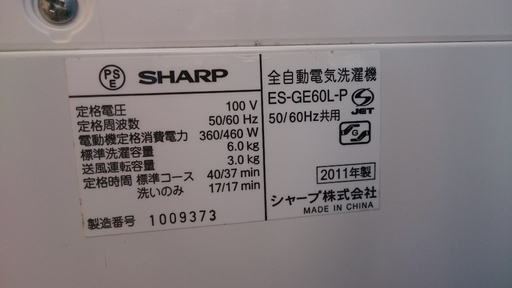 PS
E
SHARP
定格電圧 100 V
定格周波数 50/60 Hz
電動機定格消費電力 360/460 W
標準洗濯容量 6.0kg
送風運転容量 3.0kg
定格時間 標準コース 40/37 min
洗いのみ 17/17 min
製造番号 1009373
全自動電気洗濯機
ES-GE60L-P
JET
50/60Hz共用
G
2011年製
シャープ株式会社
MADE IN CHINA